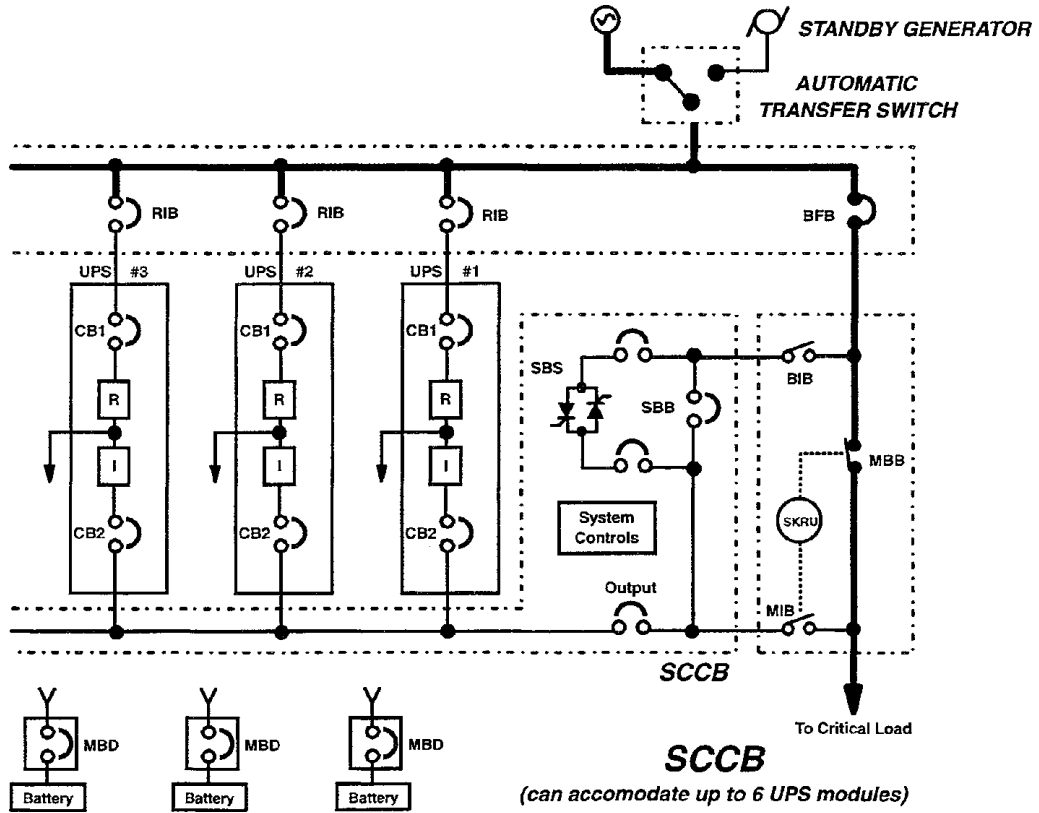 STANDBY GENERATOR
AUTOMATIC
TRANSFER SWITCH
RIB
RIB
RIB
BFB
UPS #3
UPS #2
UPS #1
CB1
CB1
CB1
SBS
SBB
BIB
R
R
R
MBB
I
I
I
System
Controls
SKRU
CB2
CB2
CB2
Output
MIB
SCCB
To Critical Load
MBD
MBD
MBD
Battery
Battery
Battery
SCCB
(can accomodate up to 6 UPS modules)